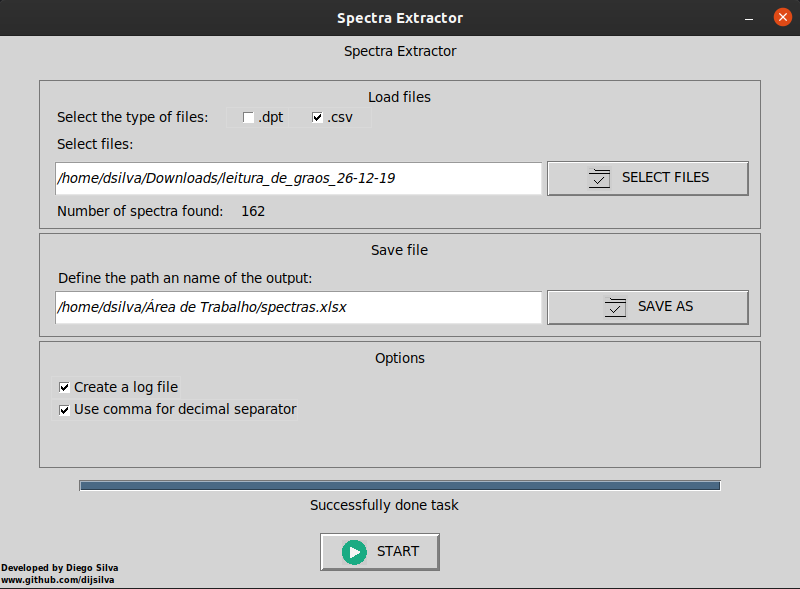 Spectra Extractor
Spectra Extractor
Load files
Select the type of files: .dpt .csv
Select files:
/home/dsilva/Downloads/leitura_de_graos_26-12-19 SELECT FILES
Number of spectra found: 162
Save file
Define the path an name of the output:
/home/dsilva/Área de Trabalho/spectras.xlsx SAVE AS
Options
Create a log file
Use comma for decimal separator
Successfully done task
START
Developed by Diego Silva
www.github.com/dijsilva